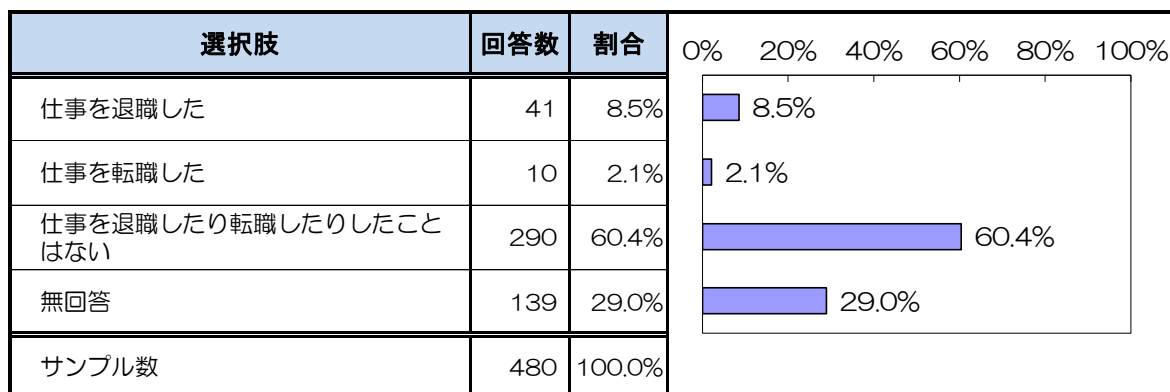 選択肢 回答数 割合 0% 20% 40% 60% 80% 100%
仕事を退職した 41 8.5% 8.5%
仕事を転職した 10 2.1% 2.1%
仕事を退職したり転職したりしたこと
はない 290 60.4% 60.4%
無回答 139 29.0% 29.0%
サンプル数 480 100.0%